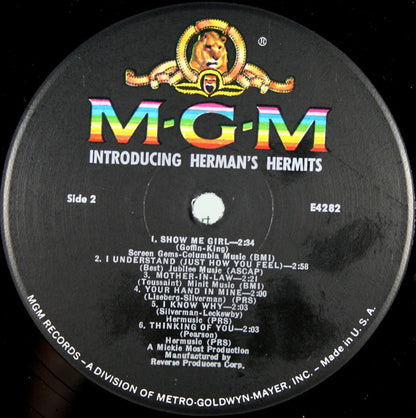 ®
M·G·M
INTRODUCING HERMAN'S HERMITS
Side 2
E4282
1. SHOW ME GIRL—2:34
(Goffin-King)
Screen Gems-Columbia Music (BMI)
2. I UNDERSTAND (JUST HOW YOU FEEL)—2:58
(Best) Jubilee Music (ASCAP)
3. MOTHER-IN-LAW—2:21
(Toussaint) Minit Music (BMI)
4. YOUR HAND IN MINE—2:00
(Liseberg-Silverman) (PRS)
5. I KNOW WHY—2:03
(Silverman-Leckewby)
Hermusic (PRS)
6. THINKING OF YOU—2:03
(Pearson)
Hermusic (PRS)
A Mickie Most Production
Manufactured by
Reverse Producers Corp.
MGM RECORDS – A DIVISION OF METRO-GOLDWYN-MAYER, INC. – Made in U.S.A.